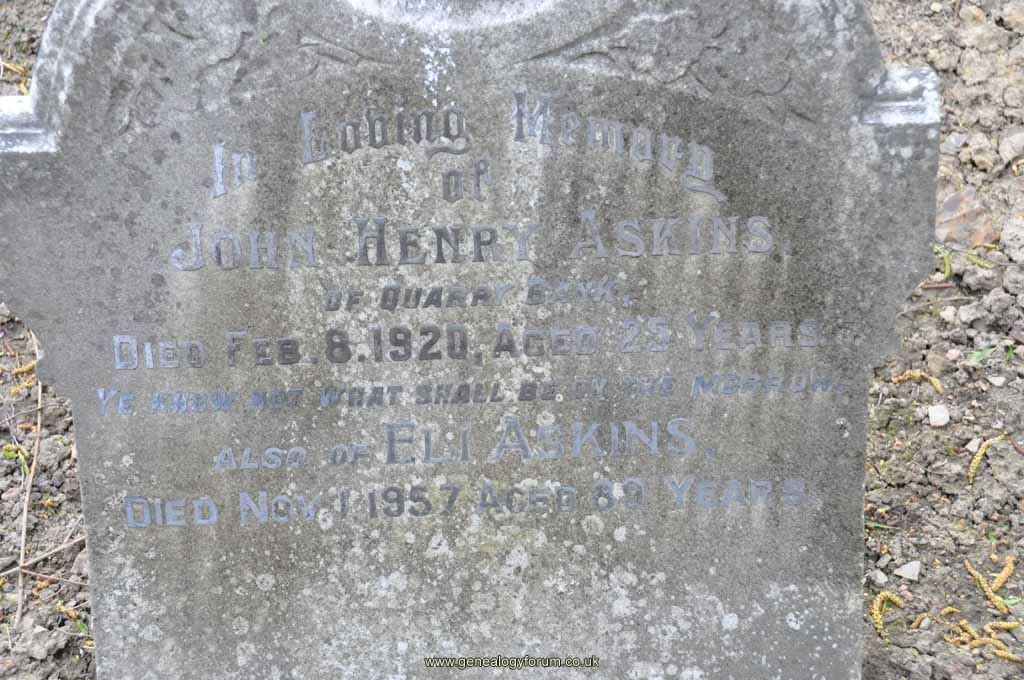 In Loving Memory
of
JOHN HENRY ASKINS,
OF QUARRY BANK,
DIED FEB. 8. 1920, AGED 25 YEARS.
YE KNOW NOT WHAT SHALL BE ON THE MORROW.
ALSO OF ELI ASKINS,
DIED NOV 1 1957 AGED 80 YEARS
www.genealogyforum.co.uk